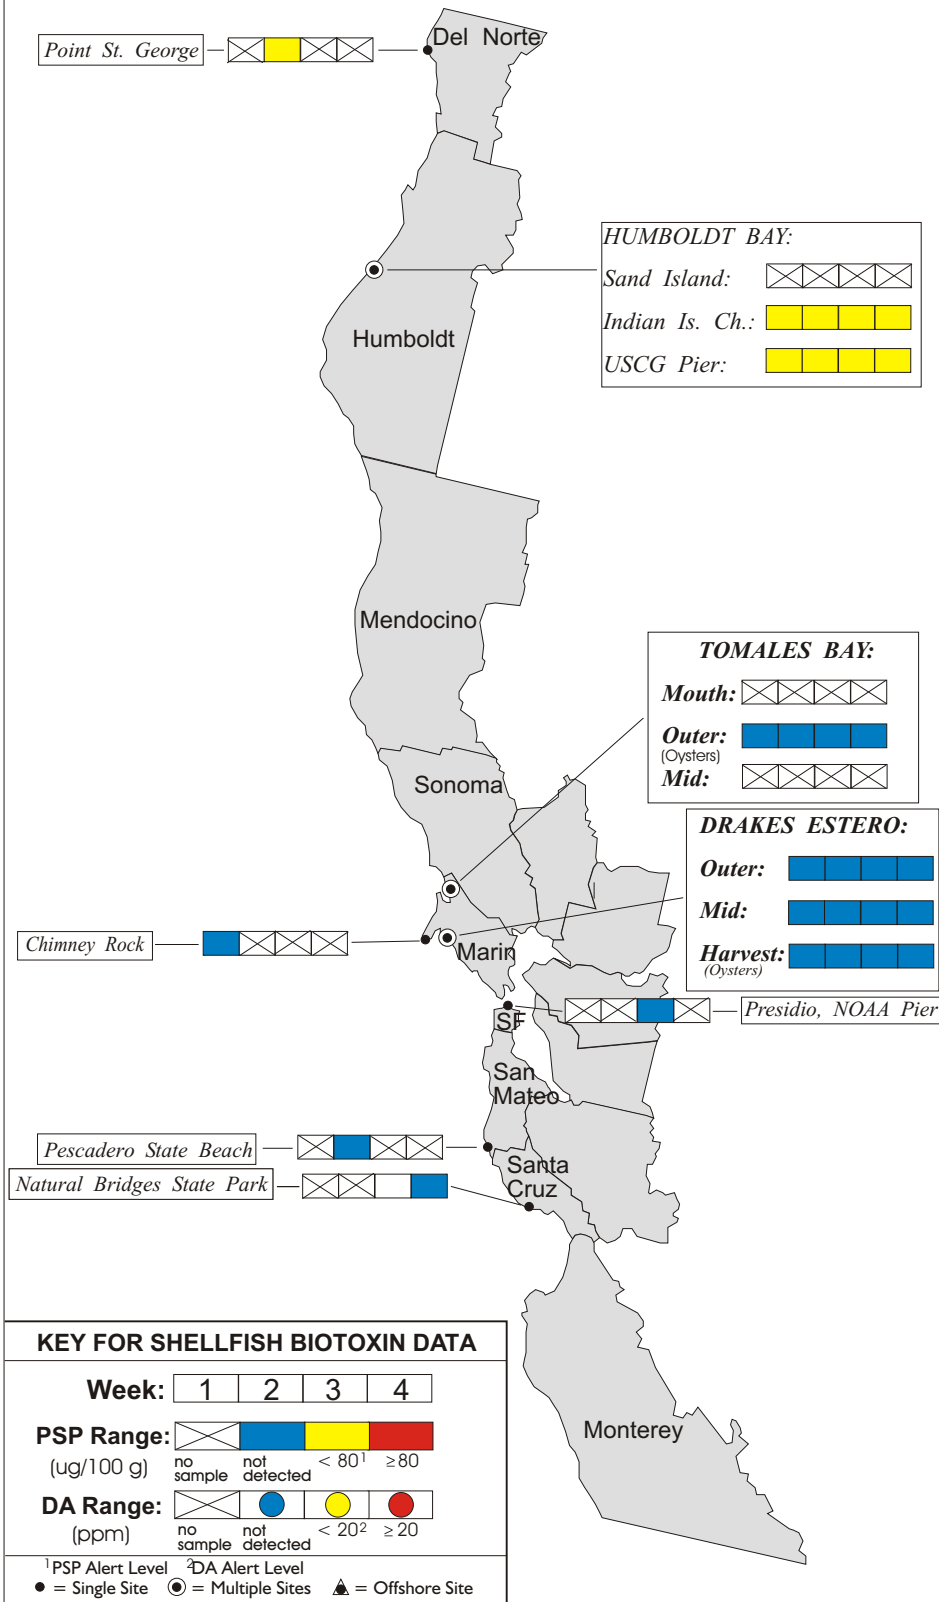 Del Norte
Point St. George
HUMBOLDT BAY:
Sand Island:
Indian Is. Ch.:
USCG Pier:
Humboldt
Mendocino
TOMALES BAY:
Mouth:
Outer:
(Oysters)
Mid:
Sonoma
DRAKES ESTERO:
Outer:
Mid:
Harvest:
(Oysters)
Chimney Rock
Marin
Presidio, NOAA Pier
SF
San
Mateo
Pescadero State Beach
Santa
Cruz
Natural Bridges State Park
KEY FOR SHELLFISH BIOTOXIN DATA
Week: 1 2 3 4
PSP Range:
(ug/100 g)
no sample not detected < 80¹ ≥80
DA Range:
(ppm)
no sample not detected < 20² ≥ 20
¹PSP Alert Level ²DA Alert Level
= Single Site = Multiple Sites = Offshore Site
Monterey